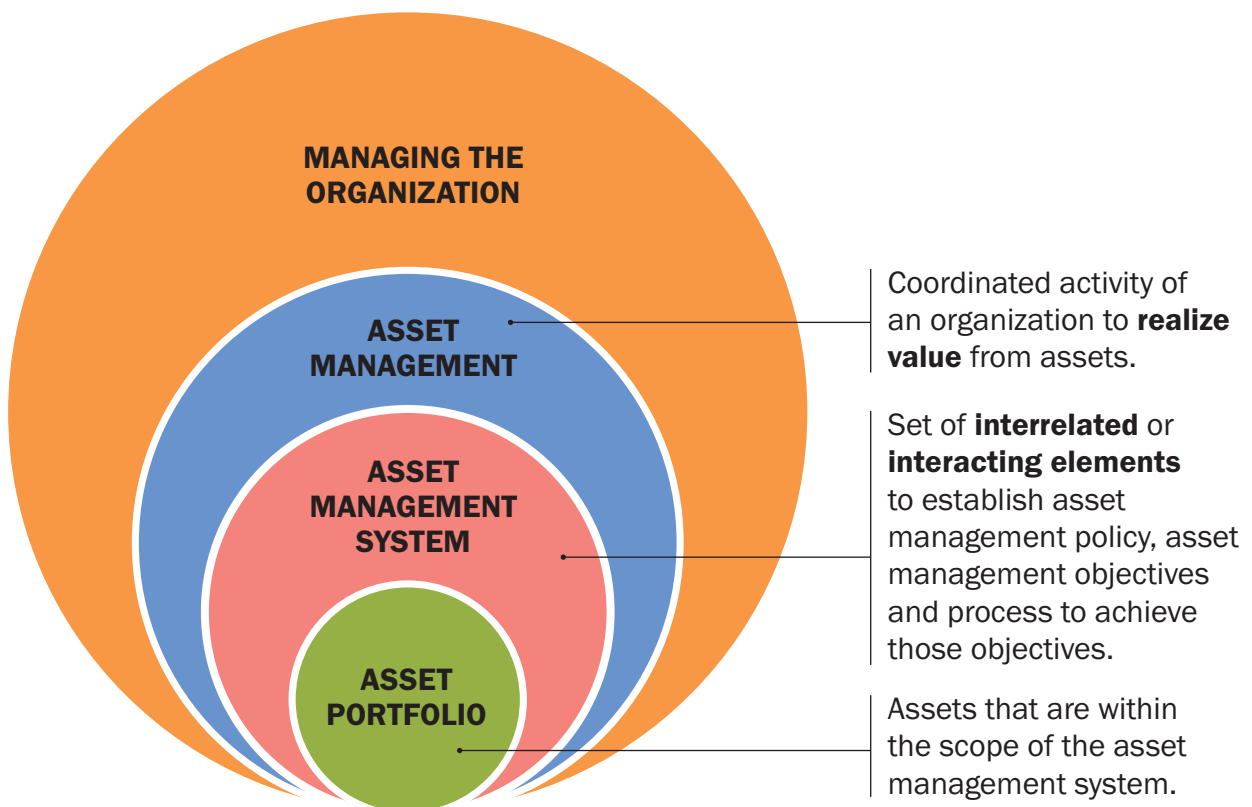 MANAGING THE
ORGANIZATION
ASSET
MANAGEMENT
Coordinated activity of
an organization to realize
value from assets.
ASSET
MANAGEMENT
SYSTEM
Set of interrelated or
interacting elements
to establish asset
management policy, asset
management objectives
and process to achieve
those objectives.
ASSET
PORTFOLIO
Assets that are within
the scope of the asset
management system.